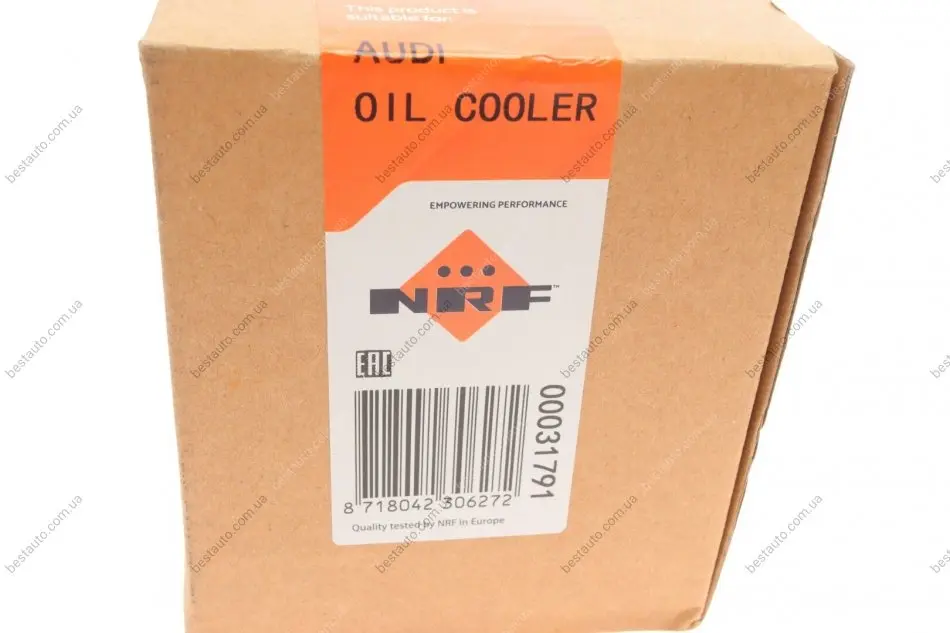 This product is
suitable for:
AUDI
OIL COOLER
EMPOWERING PERFORMANCE
NRF™
EAC
00031791
8 718042 306272
Quality tested by NRF in Europe
bestauto.com.ua